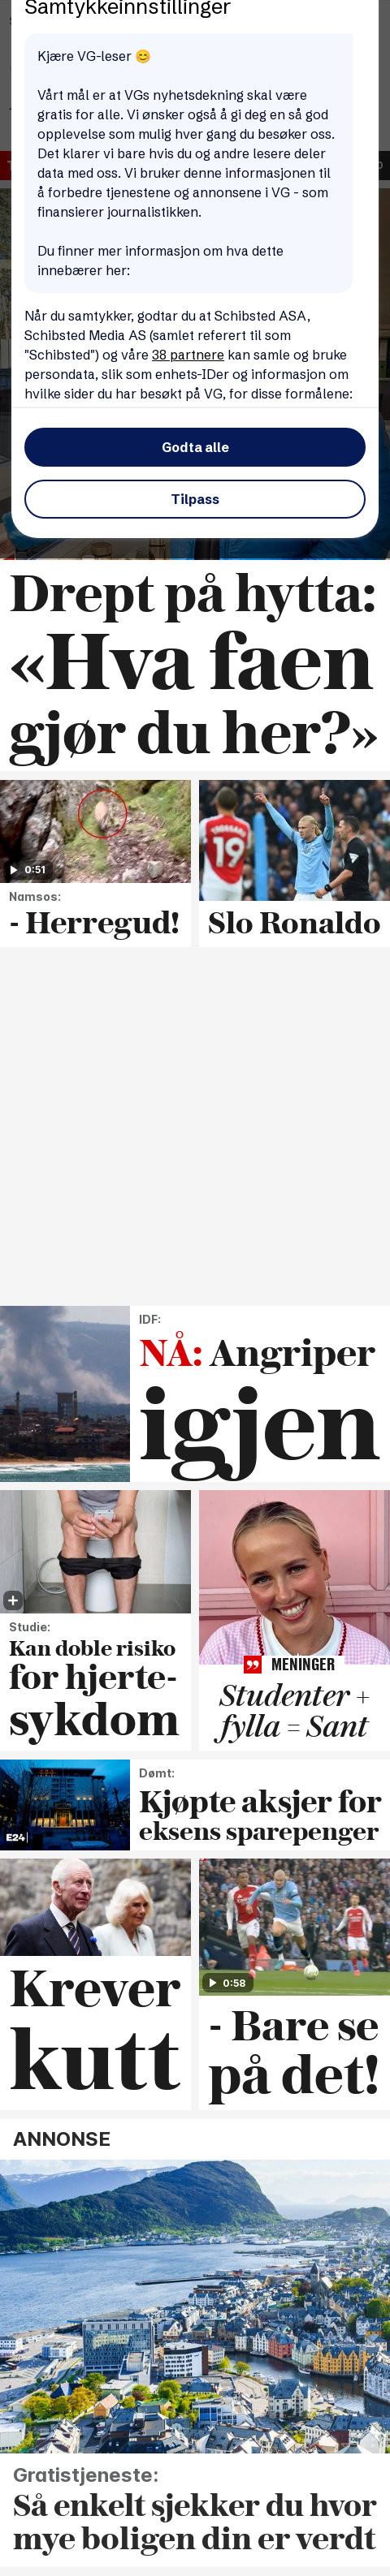 Samtykkeinnstillinger
Kjære VG-leser 😊
Vårt mål er at VGs nyhetsdekning skal være
gratis for alle. Vi ønsker også å gi deg en så god
opplevelse som mulig hver gang du besøker oss.
Det klarer vi bare hvis du og andre lesere deler
data med oss. Vi bruker denne informasjonen til
å forbedre tjenestene og annonsene i VG - som
finansierer journalistikken.
Du finner mer informasjon om hva dette
innebærer her:
Når du samtykker, godtar du at Schibsted ASA,
Schibsted Media AS (samlet referert til som
"Schibsted") og våre 38 partnere kan samle og bruke
persondata, slik som enhets-IDer og informasjon om
hvilke sider du har besøkt på VG, for disse formålene:
Godta alle
Tilpass
Drept på hytta:
«Hva faen
gjør du her?»
0:51
Namsos:
- Herregud!
19
Slo Ronaldo
IDF:
NÅ: Angriper
igjen
Studie:
Kan doble risiko
for hjerte-
sykdom
MENINGER
Studenter +
fylla = Sant
E24
Dømt:
Kjøpte aksjer for
eksens sparepenger
Krever
kutt
0:58
- Bare se
på det!
ANNONSE
Gratistjeneste:
Så enkelt sjekker du hvor
mye boligen din er verdt